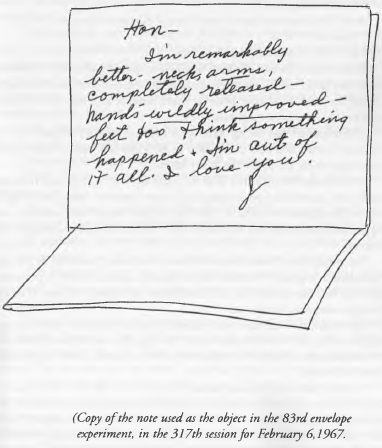 Hon-
I'm remarkably
better - neck, arms,
completely released -
hands wildly improved -
feet too think something
happened + I'm out of
it all. I love you.
J
(Copy of the note used as the object in the 83rd envelope
experiment, in the 317th session for February 6,1967.